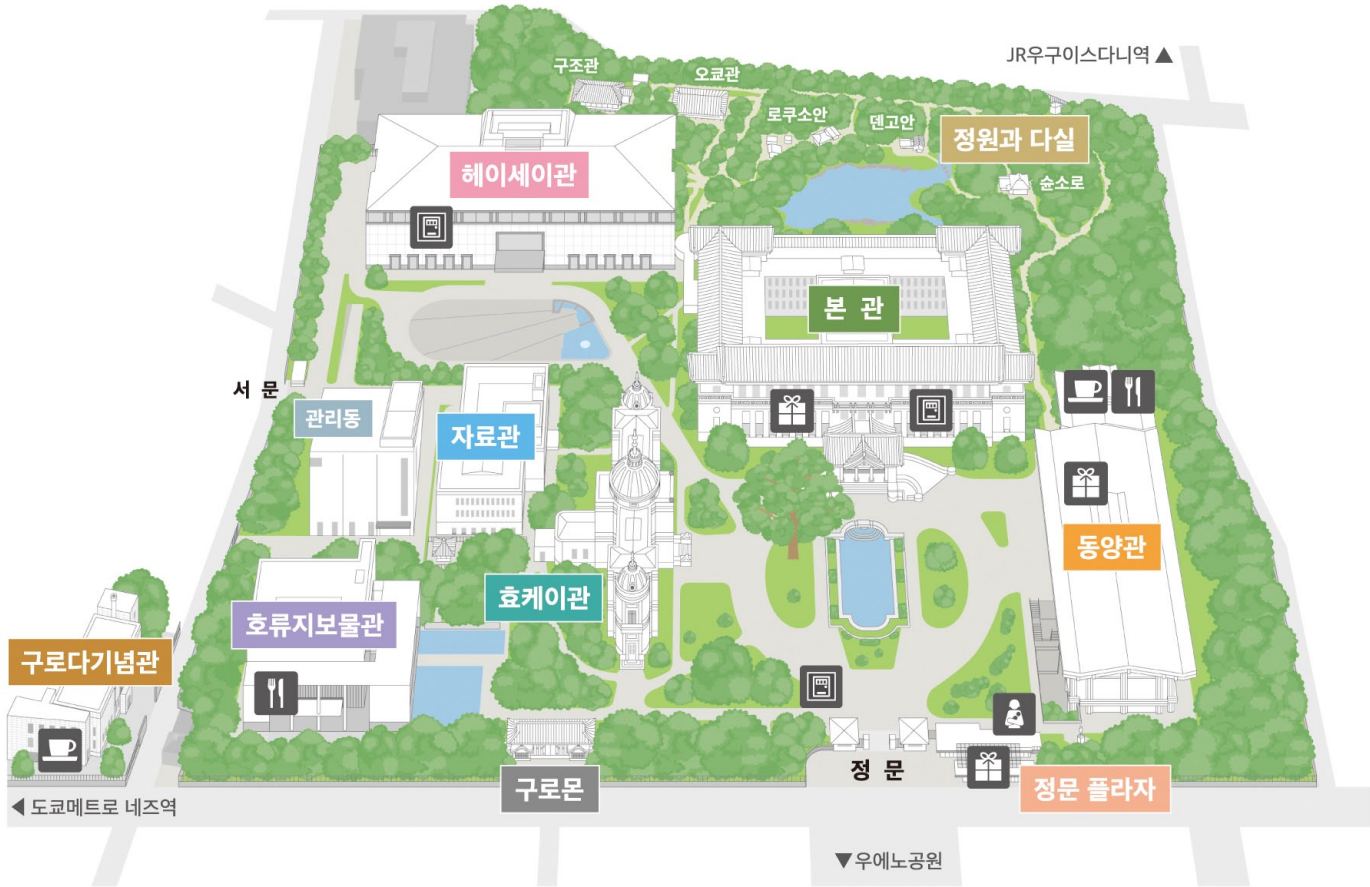 JR우구이스다니역 ▲
구조관
오쿄관
로쿠소안
덴고안
정원과 다실
슌소로
헤이세이관
본 관
서 문
관리동
자료관
동양관
효케이관
호류지보물관
구로다기념관
정 문
구로몬
정문 플라자
◀ 도쿄메트로 네즈역
▼우에노공원